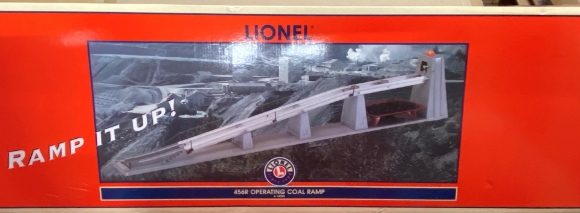 LIONEL
RAMP IT UP!
L
456R OPERATING COAL RAMP